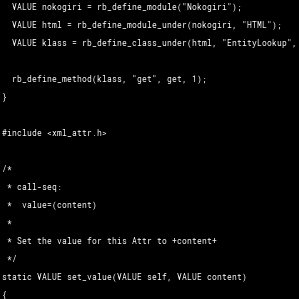 VALUE nokogiri = rb_define_module("Nokogiri");
VALUE html = rb_define_module_under(nokogiri, "HTML");
VALUE klass = rb_define_class_under(html, "EntityLookup",
rb_define_method(klass, "get", get, 1);
}
#include <xml_attr.h>
/*
* call-seq:
*  value=(content)
*
* Set the value for this Attr to +content+
*/
static VALUE set_value(VALUE self, VALUE content)
{